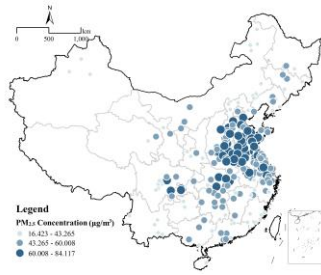 N
0 500 1,000
km
Legend
PM2.5 Concentration (μg/m³)
16.423 - 43.265
43.265 - 60.008
60.008 - 84.117